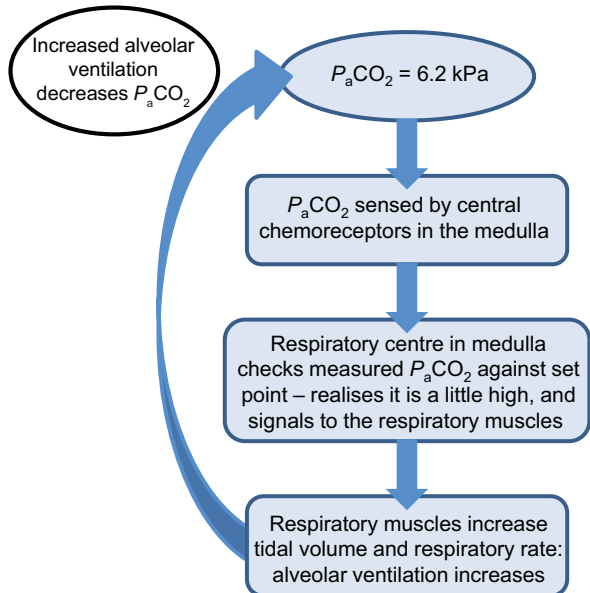 Increased alveolar
ventilation
decreases PₐCO₂
PₐCO₂ = 6.2 kPa
PₐCO₂ sensed by central
chemoreceptors in the medulla
Respiratory centre in medulla
checks measured PₐCO₂ against set
point – realises it is a little high, and
signals to the respiratory muscles
Respiratory muscles increase
tidal volume and respiratory rate:
alveolar ventilation increases